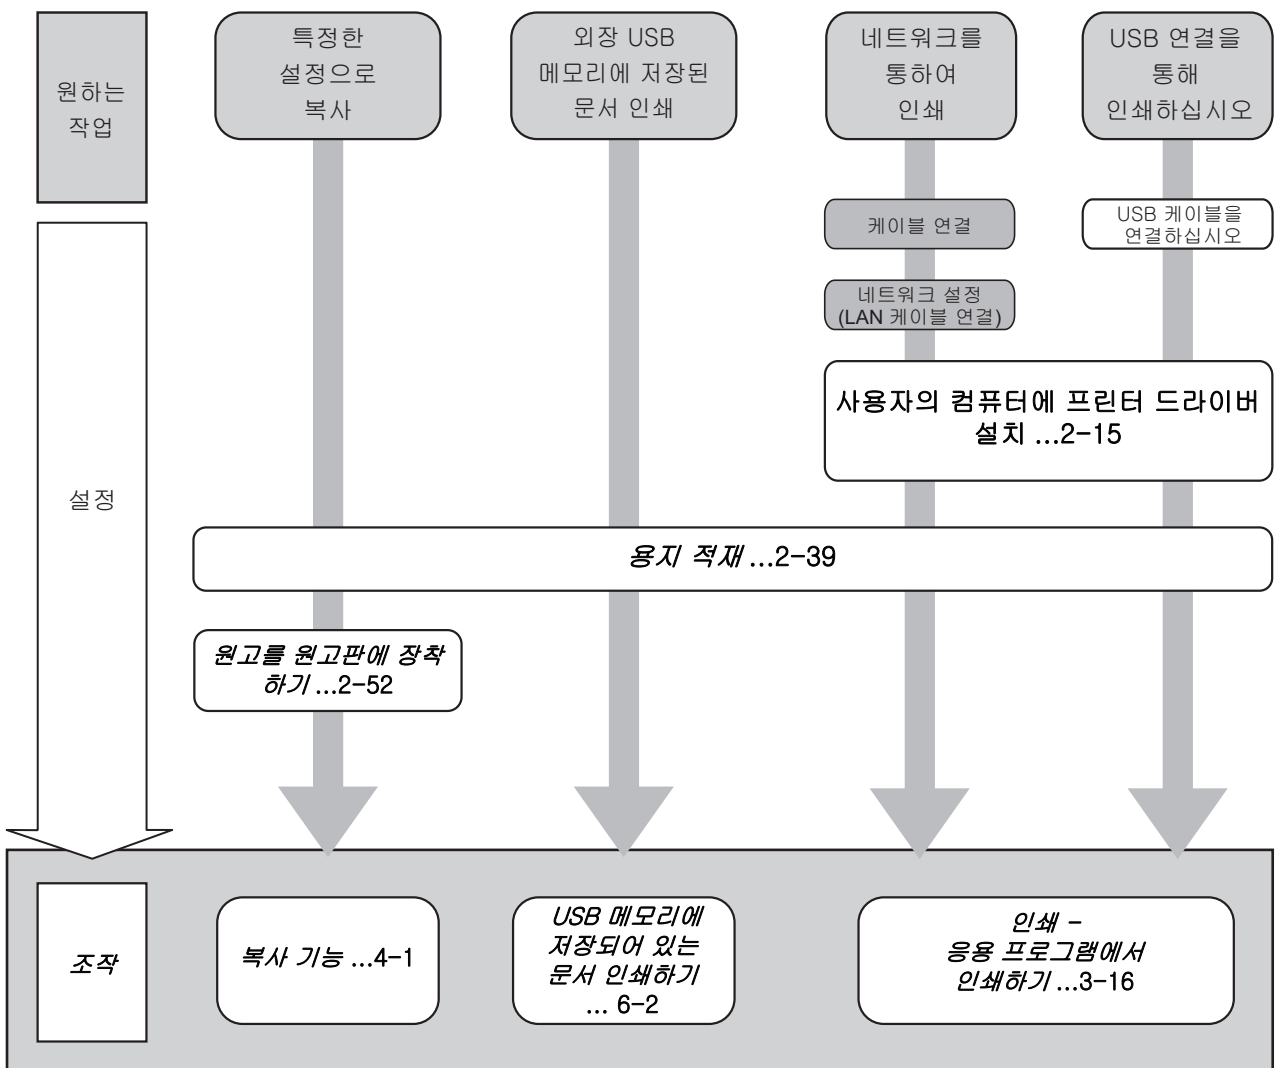 원하는
작업
특정한
설정으로
복사
외장 USB
메모리에 저장된
문서 인쇄
네트워크를
통하여
인쇄
USB 연결을
통해
인쇄하십시오
케이블 연결
USB 케이블을
연결하십시오
네트워크 설정
(LAN 케이블 연결)
사용자의 컴퓨터에 프린터 드라이버
설치 ...2-15
설정
용지 적재 ...2-39
원고를 원고판에 장착
하기 ...2-52
조작
복사 기능 ...4-1
USB 메모리에
저장되어 있는
문서 인쇄하기
... 6-2
인쇄 -
응용 프로그램에서
인쇄하기 ...3-16